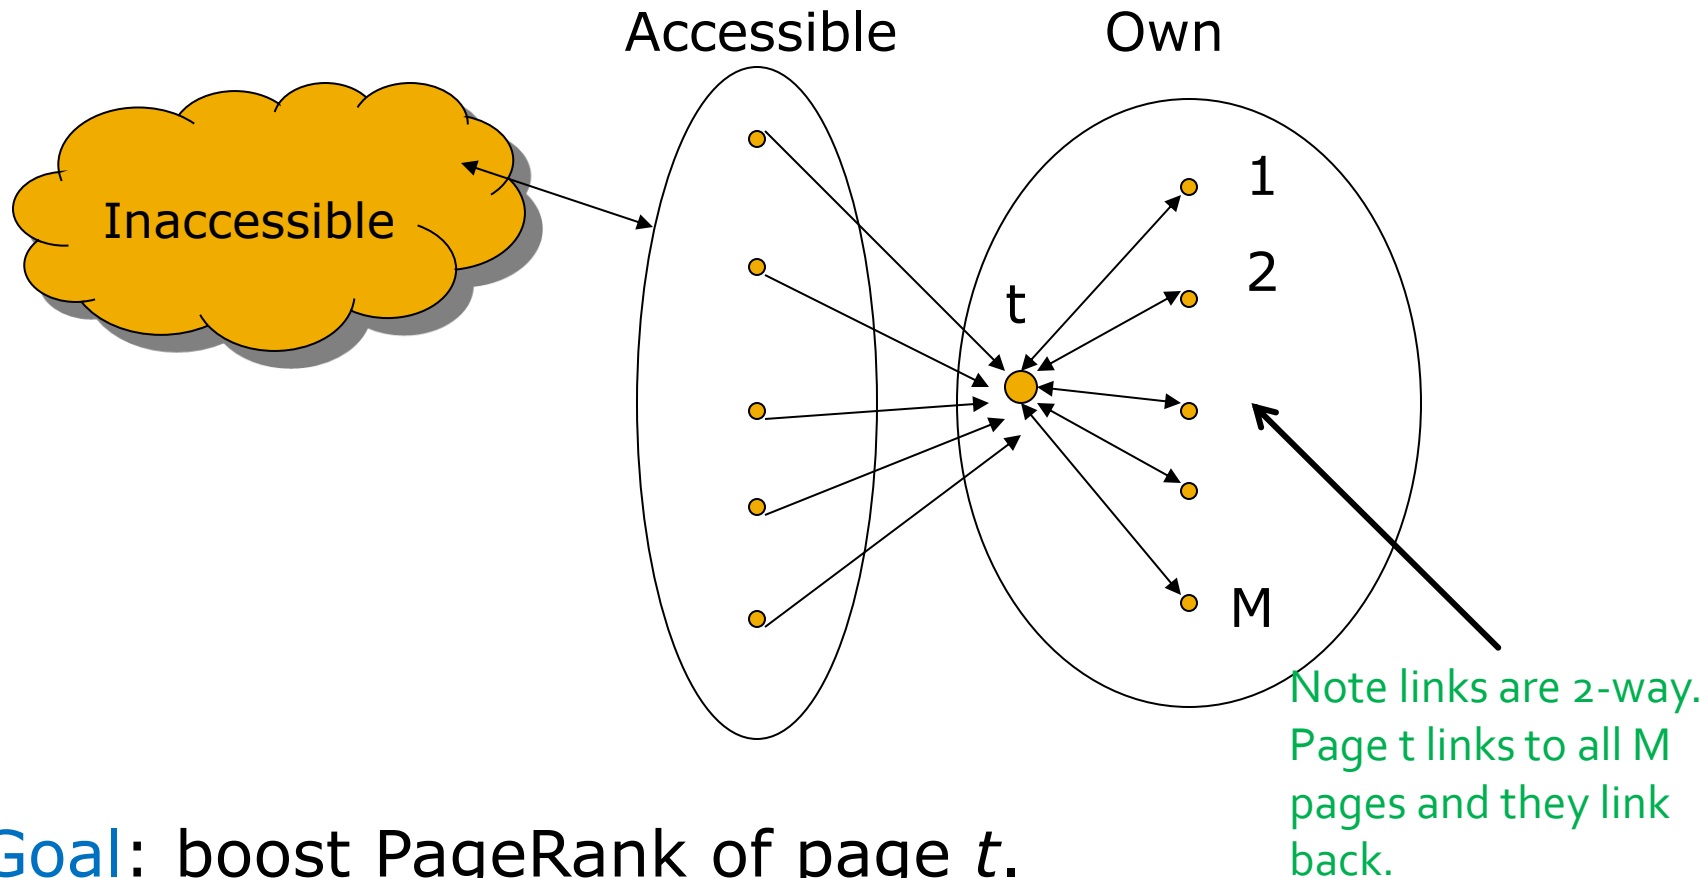 Accessible
Own
Inaccessible
1
2
t
M
Note links are 2-way.
Page t links to all M
pages and they link
back.
Goal: boost PageRank of page t.